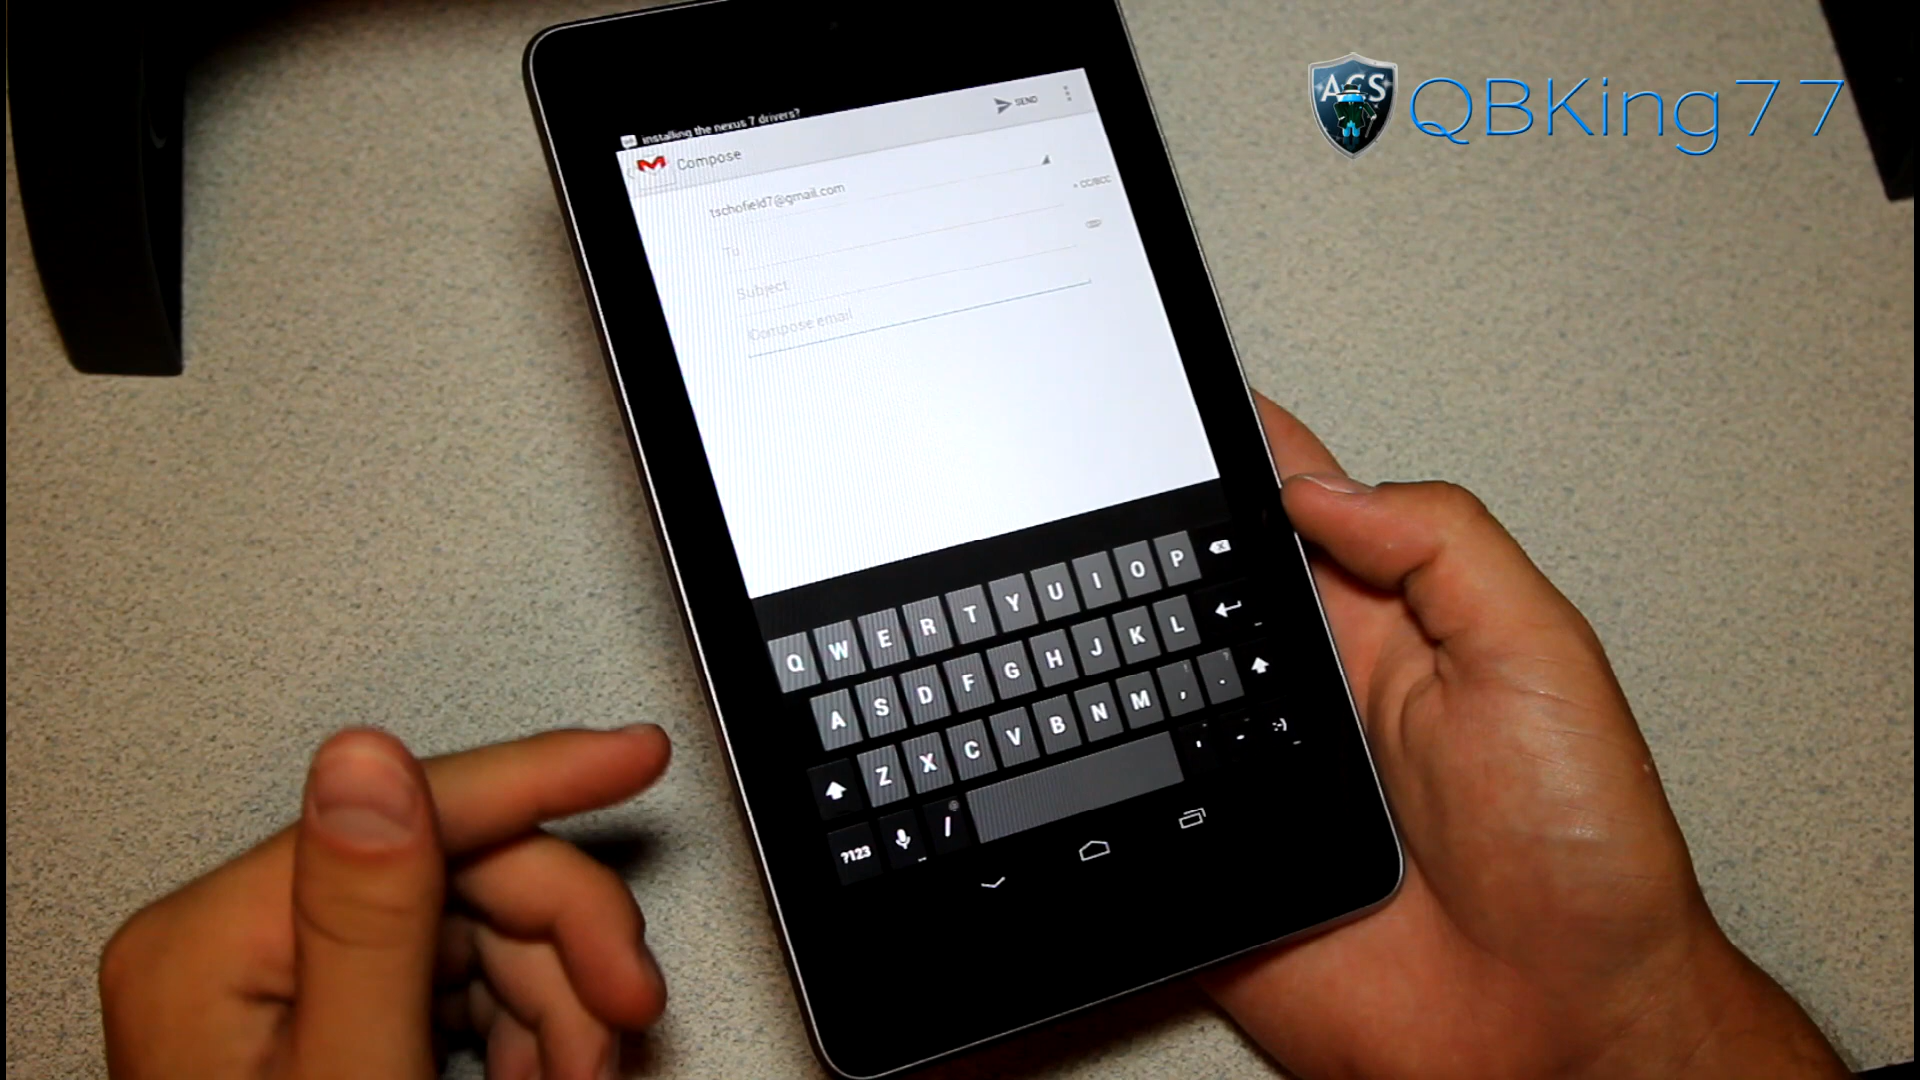 ACS QBKing77
installing the nexus 7 drivers?
Compose
SEND
tschofield7@gmail.com
To
+ CC/BCC
Subject
Compose email
Q W E R T Y U I O P
A S D F G H J K L
Z X C V B N M , ! . ?
?123 / @ ' - :-)